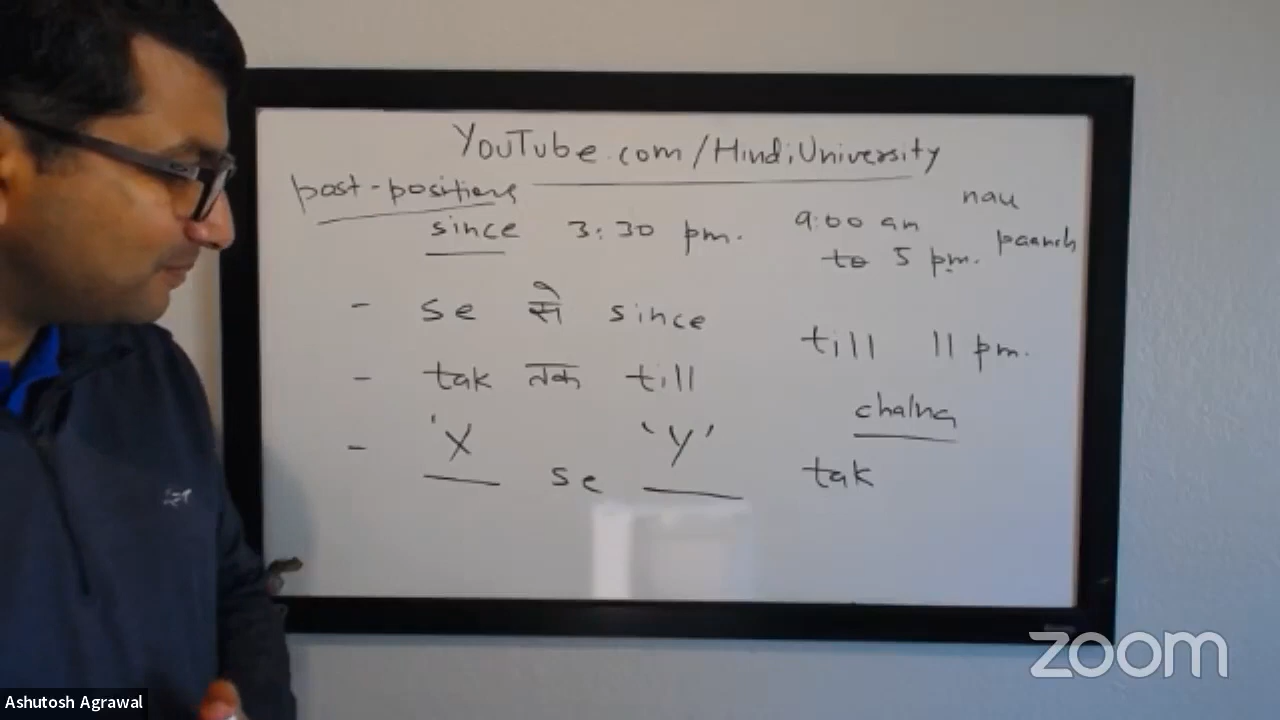 YouTube.com/HindiUniversity
post-positions
since 3:30 pm.
9:00 am nau
to 5 pm. paanch
- se से since
till 11 pm.
- tak तक till
chalna
- 'X se 'Y' tak
zoom
Ashutosh Agrawal